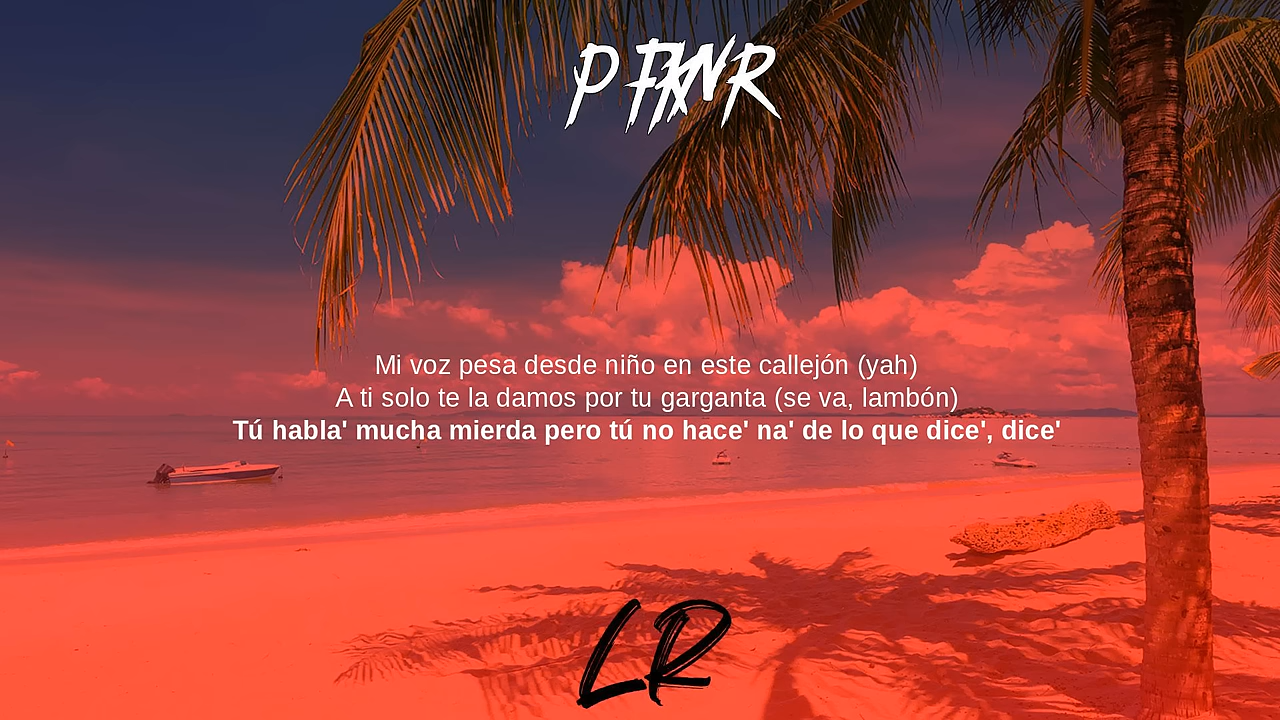 P FKN R
Mi voz pesa desde niño en este callejón (yah)
A ti solo te la damos por tu garganta (se va, lambón)
Tú habla' mucha mierda pero tú no hace' na' de lo que dice', dice'
LR